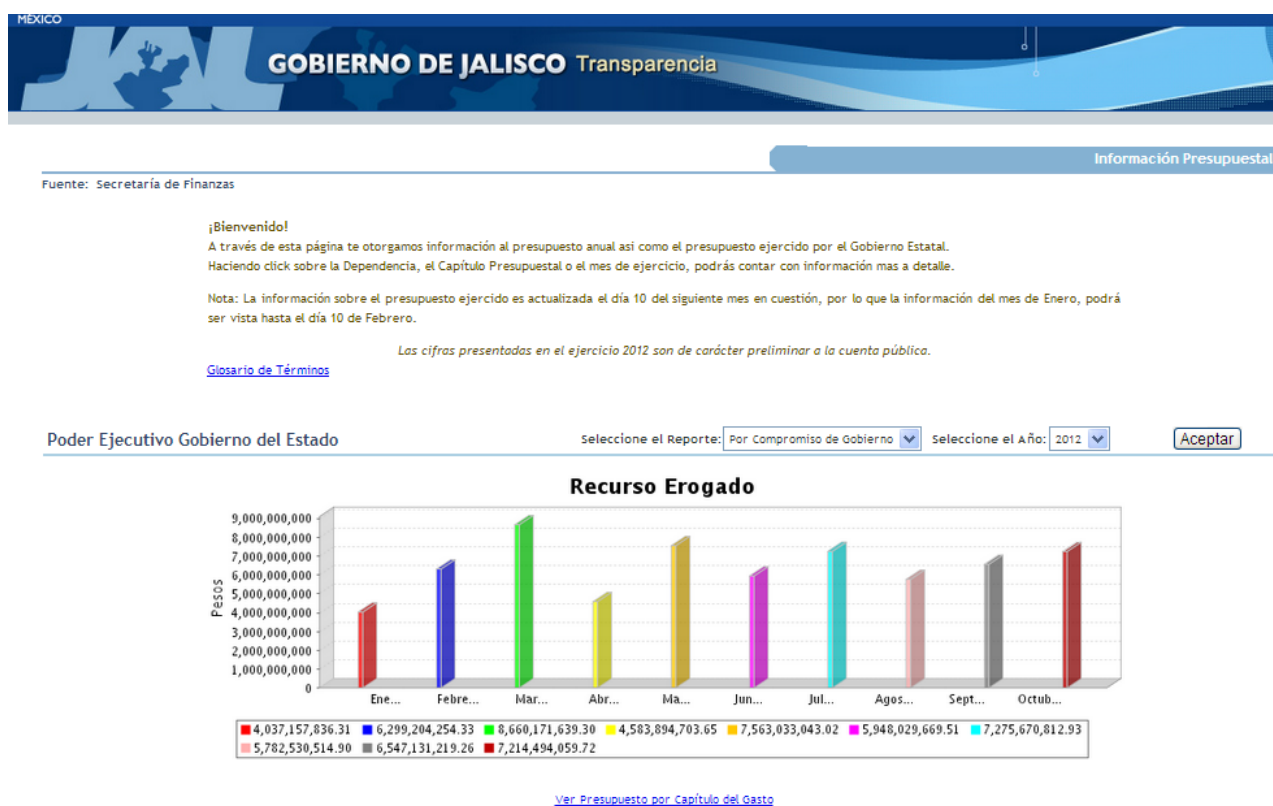 MÉXICO
GOBIERNO DE JALISCO Transparencia
Información Presupuestal
Fuente: Secretaría de Finanzas
¡Bienvenido!
A través de esta página te otorgamos información al presupuesto anual asi como el presupuesto ejercido por el Gobierno Estatal.
Haciendo click sobre la Dependencia, el Capítulo Presupuestal o el mes de ejercicio, podrás contar con información mas a detalle.
Nota: La información sobre el presupuesto ejercido es actualizada el día 10 del siguiente mes en cuestión, por lo que la información del mes de Enero, podrá
ser vista hasta el día 10 de Febrero.
Las cifras presentadas en el ejercicio 2012 son de carácter preliminar a la cuenta pública.
Glosario de Términos
Poder Ejecutivo Gobierno del Estado Seleccione el Reporte: Por Compromiso de Gobierno Seleccione el Año: 2012 Aceptar
Recurso Erogado
Pesos
9,000,000,000
8,000,000,000
7,000,000,000
6,000,000,000
5,000,000,000
4,000,000,000
3,000,000,000
2,000,000,000
1,000,000,000
0
Ene... Febre... Mar... Abr... Ma... Jun... Jul... Agos... Sept... Octub...
4,037,157,836.31 6,299,204,254.33 8,660,171,639.30 4,583,894,703.65 7,563,033,043.02 5,948,029,669.51 7,275,670,812.93
5,782,530,514.90 6,547,131,219.26 7,214,494,059.72
Ver Presupuesto por Capítulo del Gasto